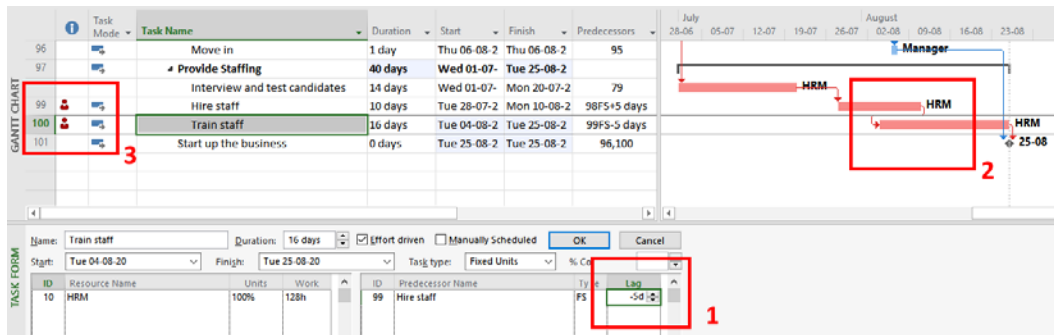 Task Mode Task Name Duration Start Finish Predecessors
July August
28-06 05-07 12-07 19-07 26-07 02-08 09-08 16-08 23-08
96 Move in 1 day Thu 06-08-2 Thu 06-08-2 95
Manager
97 Provide Staffing 40 days Wed 01-07- Tue 25-08-2
Interview and test candidates 14 days Wed 01-07- Mon 20-07-2 79
HRM
99 Hire staff 10 days Tue 28-07-2 Mon 10-08-2 98FS+5 days
HRM
100 Train staff 16 days Tue 04-08-2 Tue 25-08-2 99FS-5 days
HRM
101 Start up the business 0 days Tue 25-08-2 Tue 25-08-2 96,100
25-08
GANTT CHART
3
2
TASK FORM
Name: Train staff Duration: 16 days Effort driven Manually Scheduled OK Cancel
Start: Tue 04-08-20 Finish: Tue 25-08-20 Task type: Fixed Units % Co
ID Resource Name Units Work ID Predecessor Name Type Lag
10 HRM 100% 128h 99 Hire staff FS -5d
1